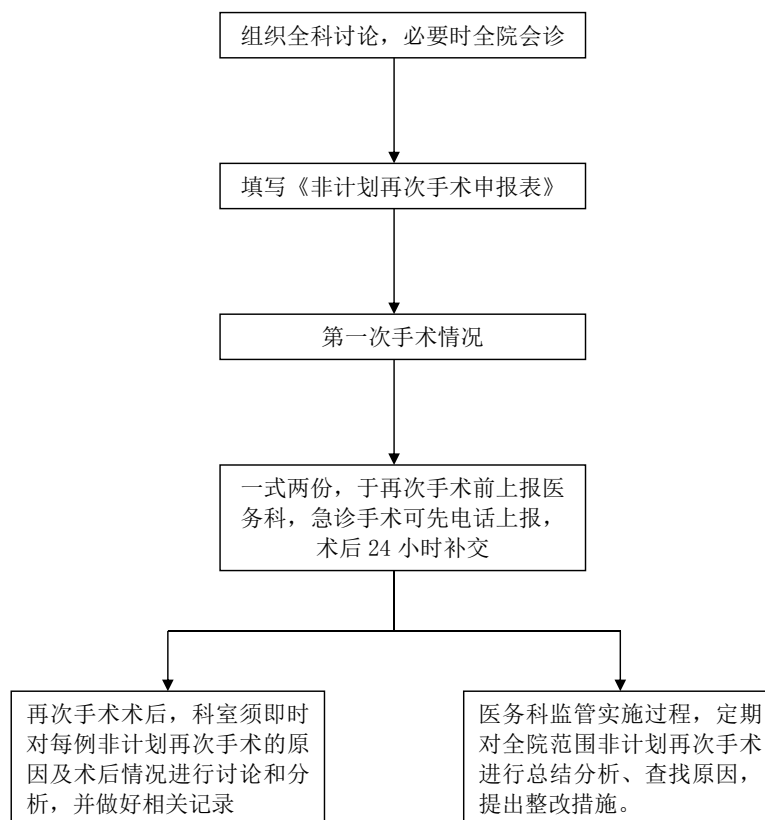 组织全科讨论，必要时全院会诊
填写《非计划再次手术申报表》
第一次手术情况
一式两份，于再次手术前上报医
务科，急诊手术可先电话上报，
术后 24 小时补交
再次手术术后，科室须即时
对每例非计划再次手术的原
因及术后情况进行讨论和分
析，并做好相关记录
医务科监管实施过程，定期
对全院范围非计划再次手术
进行总结分析、查找原因，
提出整改措施。